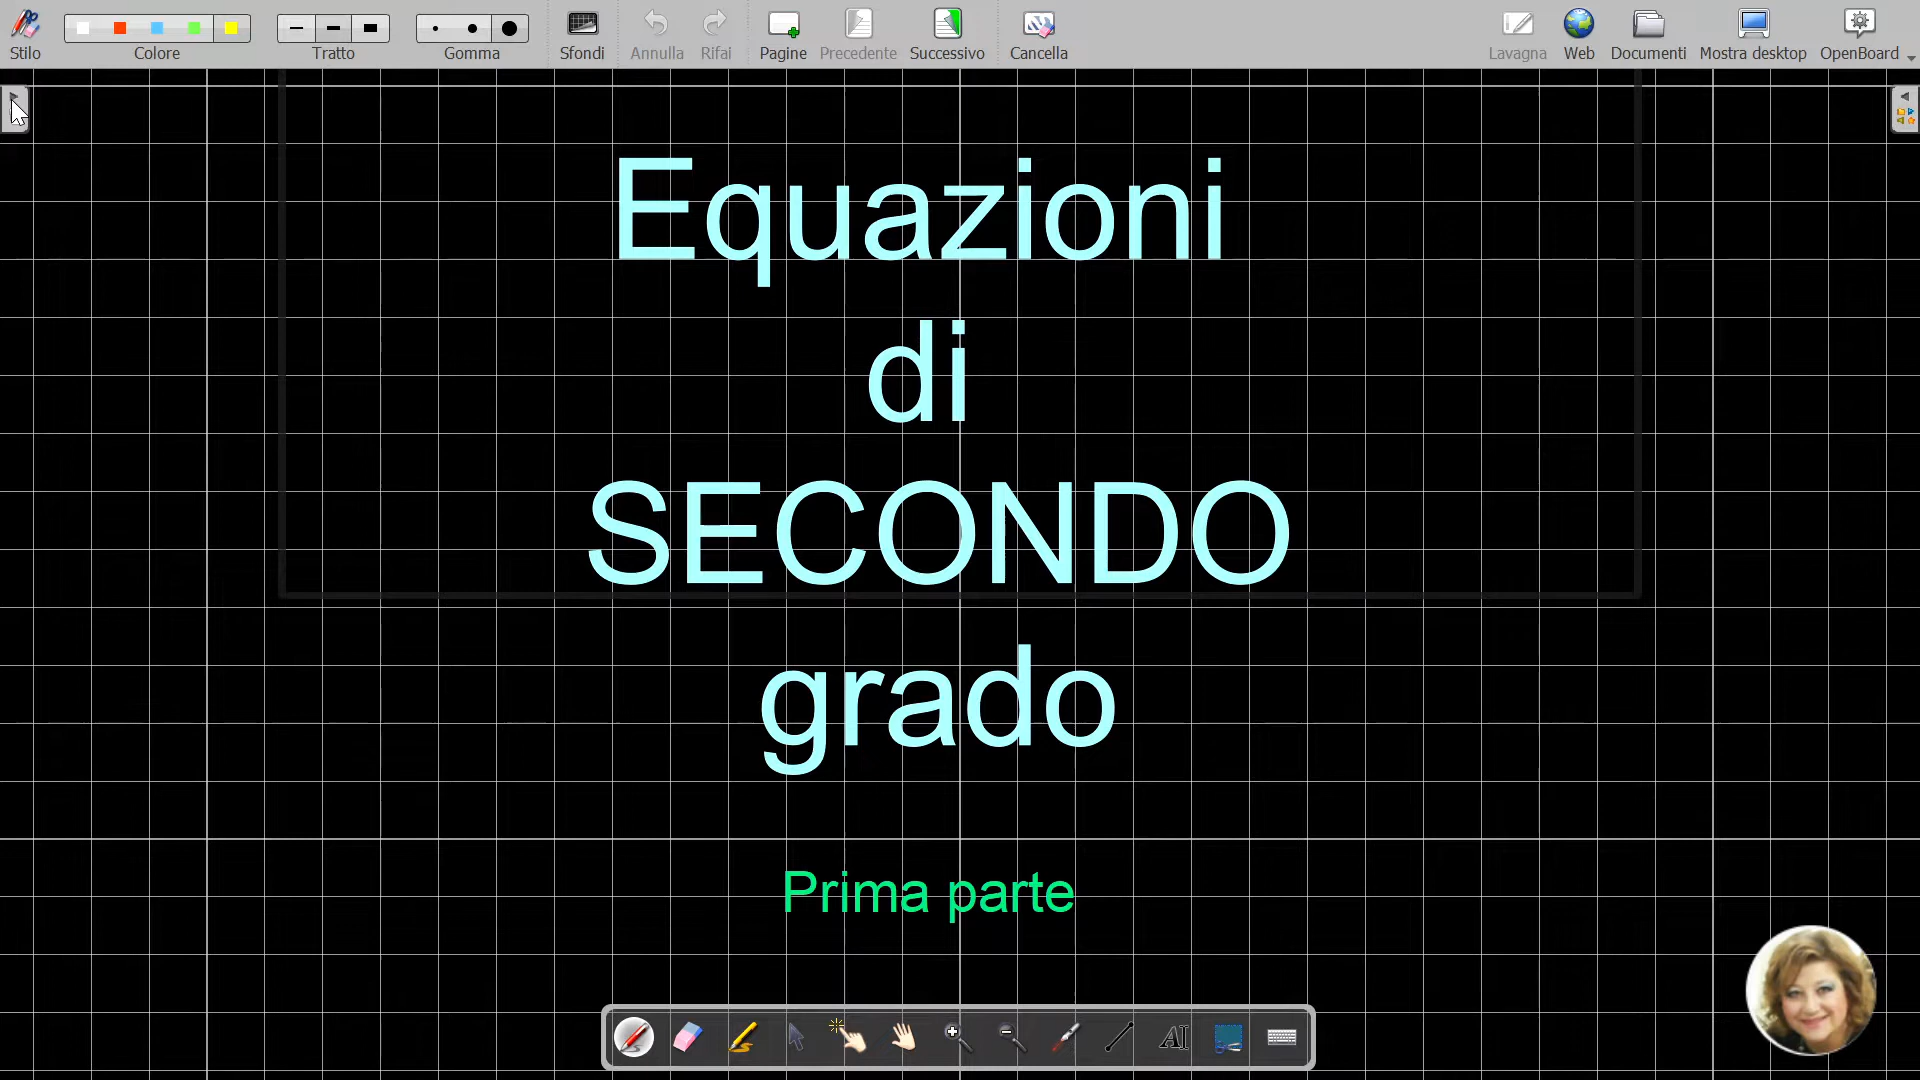 Stilo
Colore
Tratto
Gomma
Sfondi
Annulla
Rifai
Pagine
Precedente
Successivo
Cancella
Lavagna
Web
Documenti
Mostra desktop
OpenBoard
Equazioni
di
SECONDO
grado
Prima parte
AI